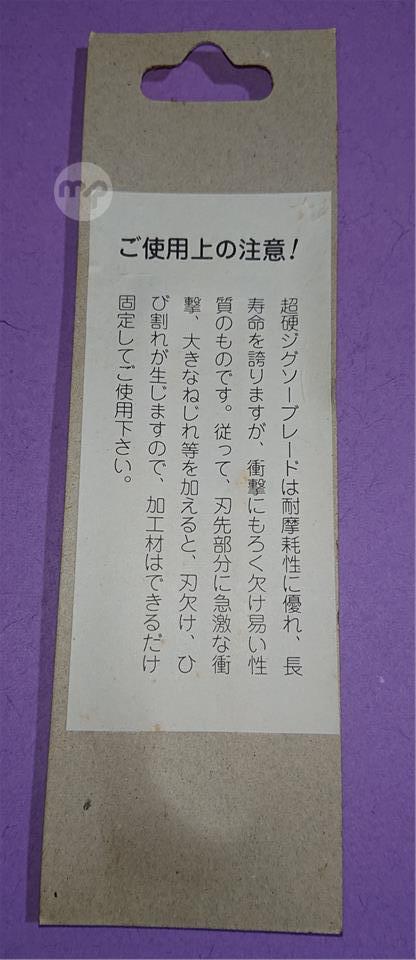 ご使用上の注意!
超硬ジグソーブレードは耐摩耗性に優れ、長
寿命を誇りますが、衝撃にもろく欠け易い性
質のものです。従って、刃先部分に急激な衝
撃、大きなねじれ等を加えると、刃欠け、ひ
び割れが生じますので、加工材はできるだけ
固定してご使用下さい。